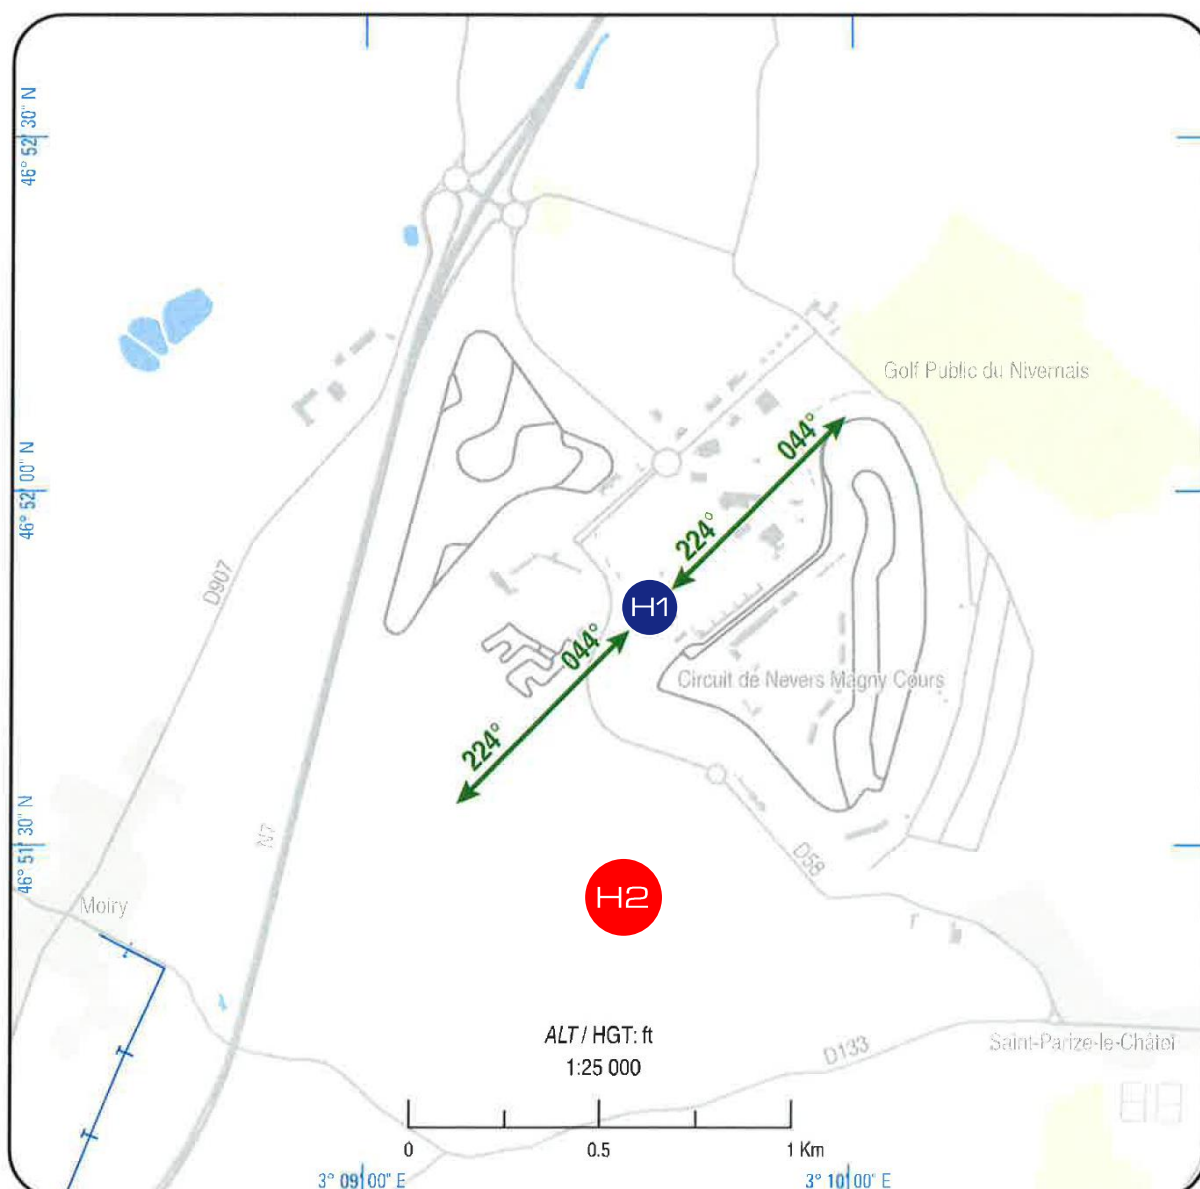 46° 52' 30" N
Golf Public du Nivernais
044°
46° 52' 00" N
224°
D907
H1
044°
Circuit de Nevers Magny Cours
224°
46° 51' 30" N
N7
D58
H2
Moiry
ALT / HGT: ft
1:25 000
D133
Saint-Parize-le-Châtel
0 0.5 1 Km
3° 09' 00" E 3° 10' 00" E